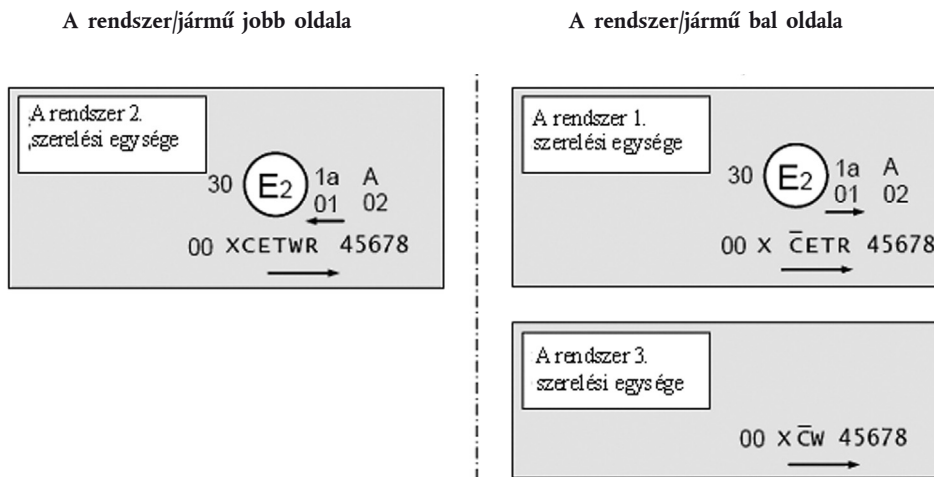 A rendszer/jármű jobb oldala
A rendszer 2.
szerelési egysége
30 E2 1a A
01 02
00 XCETWR 45678
A rendszer/jármű bal oldala
A rendszer 1.
szerelési egysége
30 E2 1a A
01 02
00 X C̅ETR 45678
A rendszer 3.
szerelési egysége
00 X C̅W 45678